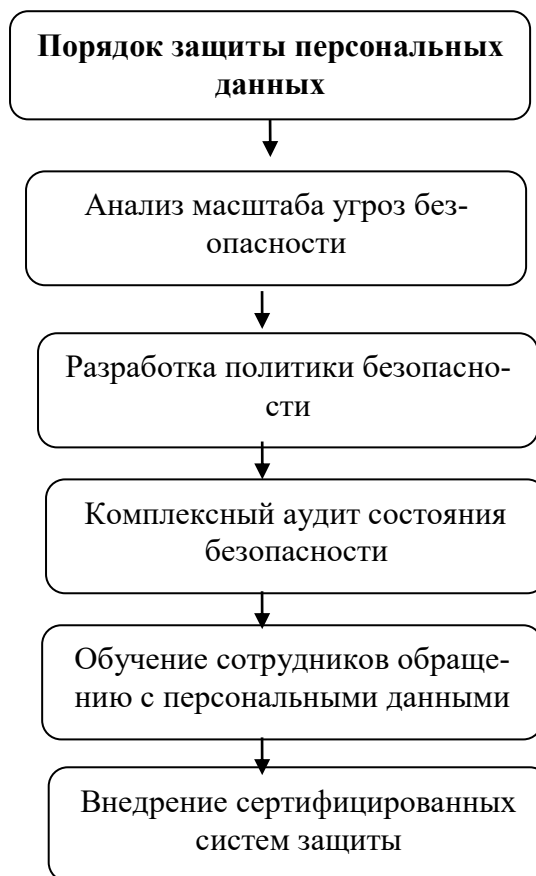 Порядок защиты персональных
данных
Анализ масштаба угроз без-
опасности
Разработка политики безопасно-
сти
Комплексный аудит состояния
безопасности
Обучение сотрудников обраще-
нию с персональными данными
Внедрение сертифицированных
систем защиты